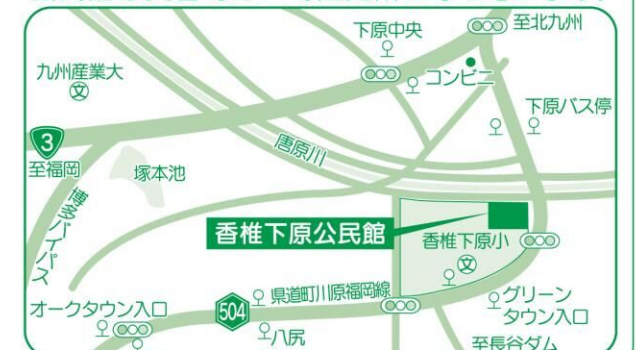 下原中央
至北九州
九州産業大
文
コンビニ
下原バス停
3
至福岡
唐原川
塚本池
博多バイパス
香椎下原公民館
香椎下原小
文
オークタウン入口
504
県道町川原福岡線
八尻
グリーン
タウン入口
至長谷ダム